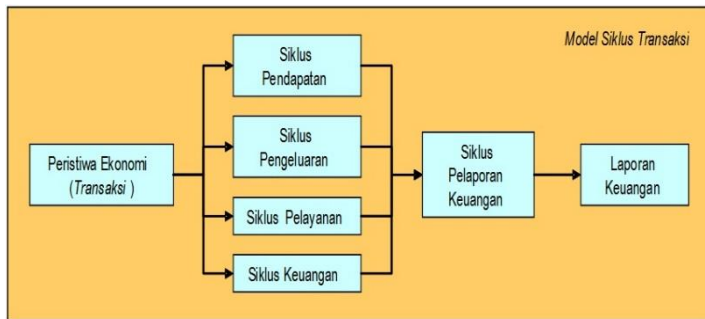 Model Siklus Transaksi
Siklus
Pendapatan
Siklus
Pengeluaran
Peristiwa Ekonomi
(Transaksi )
Siklus Pelayanan
Siklus Keuangan
Siklus
Pelaporan
Keuangan
Laporan
Keuangan